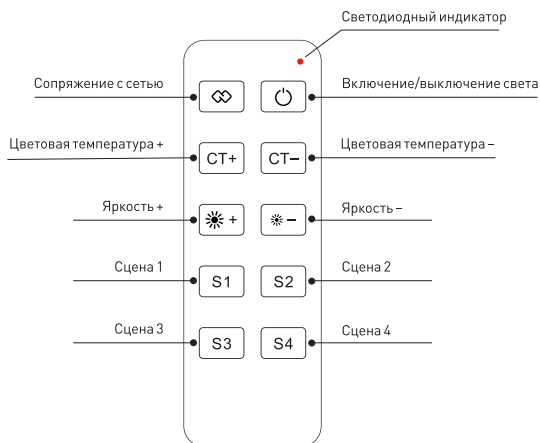 Светодиодный индикатор
Сопряжение с сетью
Включение/выключение света
Цветовая температура +
CT+
CT−
Цветовая температура −
Яркость +
+
−
Яркость −
Сцена 1
S1
S2
Сцена 2
Сцена 3
S3
S4
Сцена 4